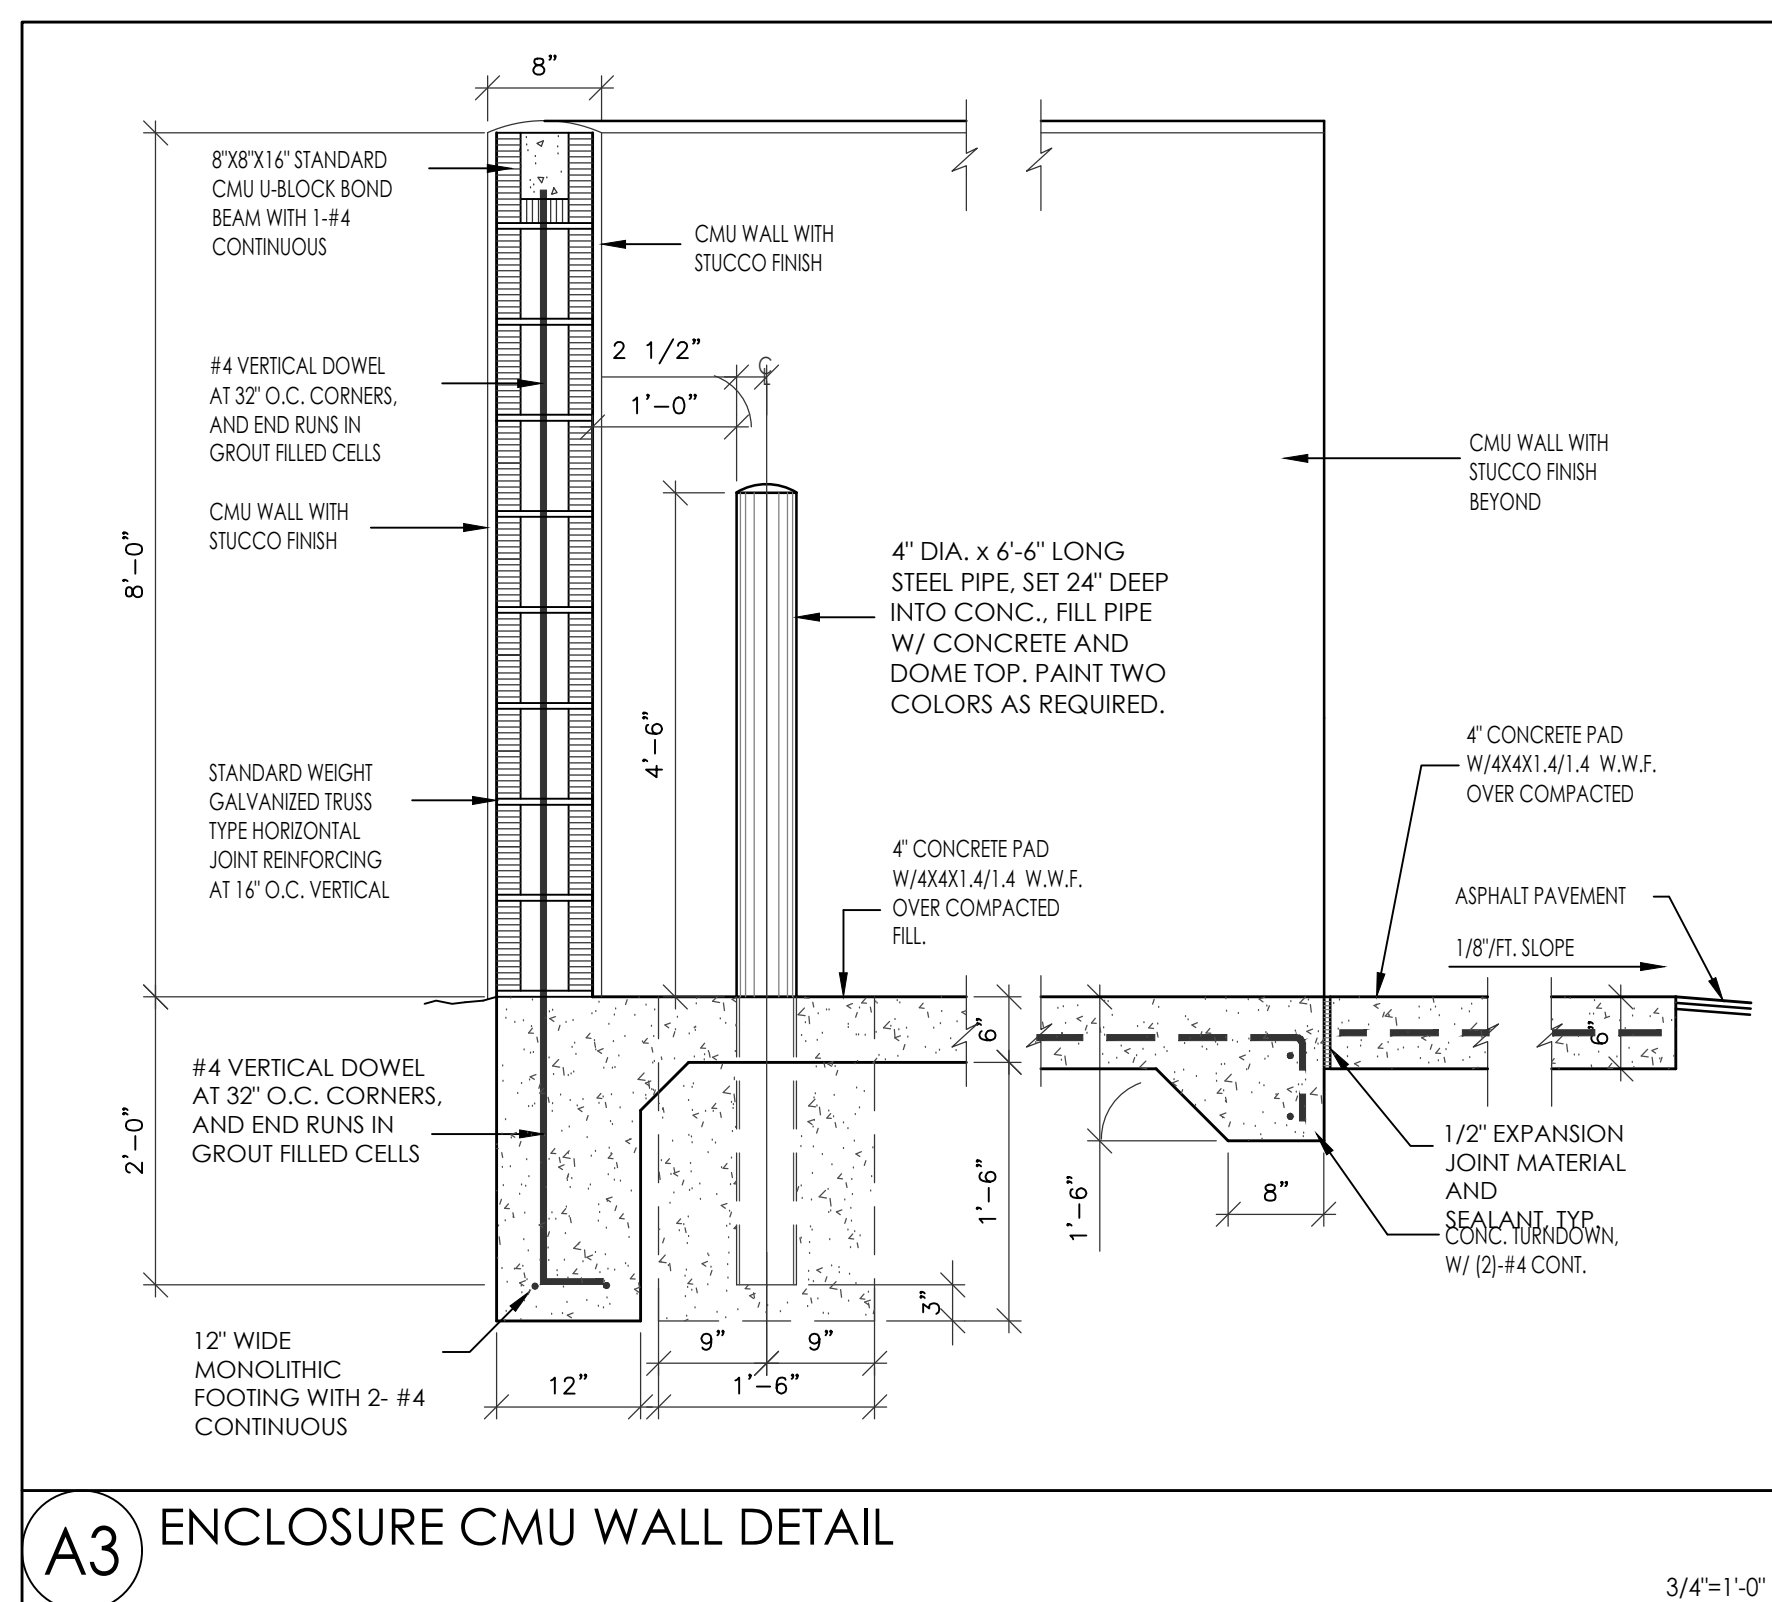 8"
8"X8"X16" STANDARD
CMU U-BLOCK BOND
BEAM WITH 1-#4
CONTINUOUS
CMU WALL WITH
STUCCO FINISH
#4 VERTICAL DOWEL
AT 32" O.C. CORNERS,
AND END RUNS IN
GROUT FILLED CELLS
2 1/2"
℄
1'-0"
CMU WALL WITH
STUCCO FINISH
BEYOND
CMU WALL WITH
STUCCO FINISH
8'-0"
4" DIA. x 6'-6" LONG
STEEL PIPE, SET 24" DEEP
INTO CONC., FILL PIPE
W/ CONCRETE AND
DOME TOP. PAINT TWO
COLORS AS REQUIRED.
4'-6"
4" CONCRETE PAD
W/4X4X1.4/1.4 W.W.F.
OVER COMPACTED
STANDARD WEIGHT
GALVANIZED TRUSS
TYPE HORIZONTAL
JOINT REINFORCING
AT 16" O.C. VERTICAL
4" CONCRETE PAD
W/4X4X1.4/1.4 W.W.F.
OVER COMPACTED
FILL.
ASPHALT PAVEMENT
1/8"/FT. SLOPE
6"
6"
#4 VERTICAL DOWEL
AT 32" O.C. CORNERS,
AND END RUNS IN
GROUT FILLED CELLS
2'-0"
1'-6"
1'-6"
8"
1/2" EXPANSION
JOINT MATERIAL
AND
SEALANT, TYP.
CONC. TURNDOWN,
W/ (2)-#4 CONT.
3"
12" WIDE
MONOLITHIC
FOOTING WITH 2- #4
CONTINUOUS
9"
9"
12"
1'-6"
A3
ENCLOSURE CMU WALL DETAIL
3/4"=1'-0"